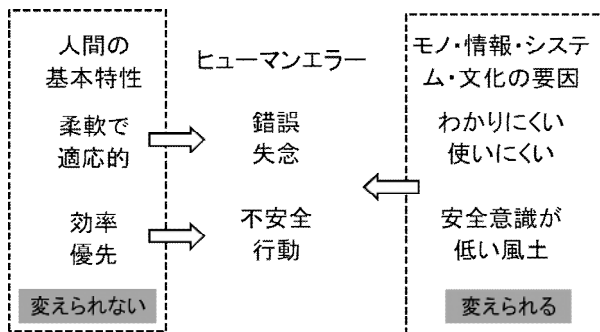 人間の
基本特性
柔軟で
適応的
効率
優先
変えられない
ヒューマンエラー
錯誤
失念
不安全
行動
モノ・情報・システ
ム・文化の要因
わかりにくい
使いにくい
安全意識が
低い風土
変えられる